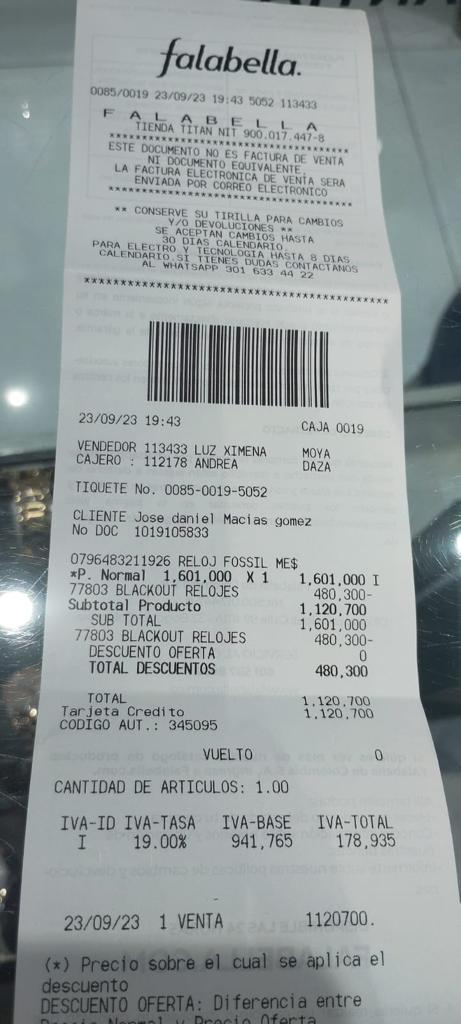 falabella.
0085/0019 23/09/23 19:43 5052 113433
F A L A B E L L A
TIENDA TITAN NIT 900.017.447-8
************************************
ESTE DOCUMENTO NO ES FACTURA DE VENTA
NI DOCUMENTO EQUIVALENTE,
LA FACTURA ELECTRONICA DE VENTA SERA
ENVIADA POR CORREO ELECTRONICO
************************************
** CONSERVE SU TIRILLA PARA CAMBIOS
Y/O DEVOLUCIONES **
SE ACEPTAN CAMBIOS HASTA
30 DIAS CALENDARIO.
PARA ELECTRO Y TECNOLOGIA HASTA 8 DIAS
CALENDARIO.SI TIENES DUDAS CONTACTANOS
AL WHATSAPP 301 633 44 22
****************************************
23/09/23 19:43 CAJA 0019
VENDEDOR 113433 LUZ XIMENA MOYA
CAJERO : 112178 ANDREA DAZA
TIQUETE No. 0085-0019-5052
CLIENTE Jose daniel Macias gomez
No DOC 1019105833
0796483211926 RELOJ FOSSIL ME$
*P. Normal 1,601,000 X 1 1,601,000 I
77803 BLACKOUT RELOJES 480,300-
Subtotal Producto 1,120,700
SUB TOTAL 1,601,000
77803 BLACKOUT RELOJES 480,300-
DESCUENTO OFERTA 0
TOTAL DESCUENTOS 480,300
TOTAL 1,120,700
Tarjeta Credito 1,120,700
CODIGO AUT.: 345095
VUELTO 0
CANTIDAD DE ARTICULOS: 1.00
IVA-ID IVA-TASA IVA-BASE IVA-TOTAL
I 19.00% 941,765 178,935
23/09/23 1 VENTA 1120700.
(*) Precio sobre el cual se aplica el
descuento
DESCUENTO OFERTA: Diferencia entre
Precio Normal y Precio Oferta